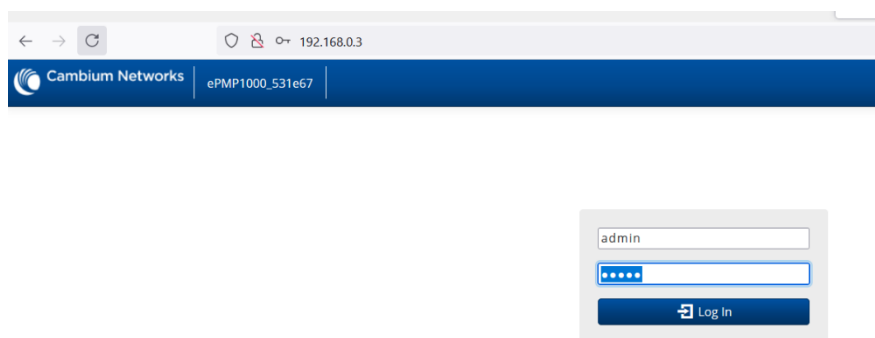 192.168.0.3
Cambium Networks
ePMP1000_531e67
admin
•••••
Log In